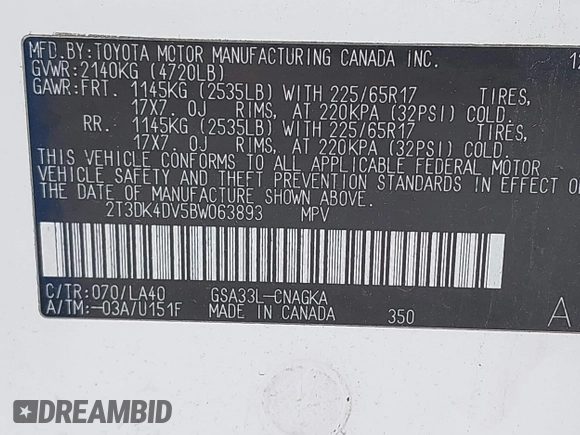 MFD.BY:TOYOTA MOTOR MANUFACTURING CANADA INC. 12
GVWR:2140KG (4720LB)
GAWR:FRT. 1145KG (2535LB) WITH 225/65R17 TIRES,
17X7.0J RIMS, AT 220KPA (32PSI) COLD.
RR. 1145KG (2535LB) WITH 225/65R17 TIRES,
17X7.0J RIMS, AT 220KPA (32PSI) COLD.
THIS VEHICLE CONFORMS TO ALL APPLICABLE FEDERAL MOTOR
VEHICLE SAFETY AND THEFT PREVENTION STANDARDS IN EFFECT O
THE DATE OF MANUFACTURE SHOWN ABOVE.
2T3DK4DV5BW063893 MPV
C/TR:070/LA40 GSA33L-CNAGKA
A/TM:-03A/U151F MADE IN CANADA 350 A
DREAMBID